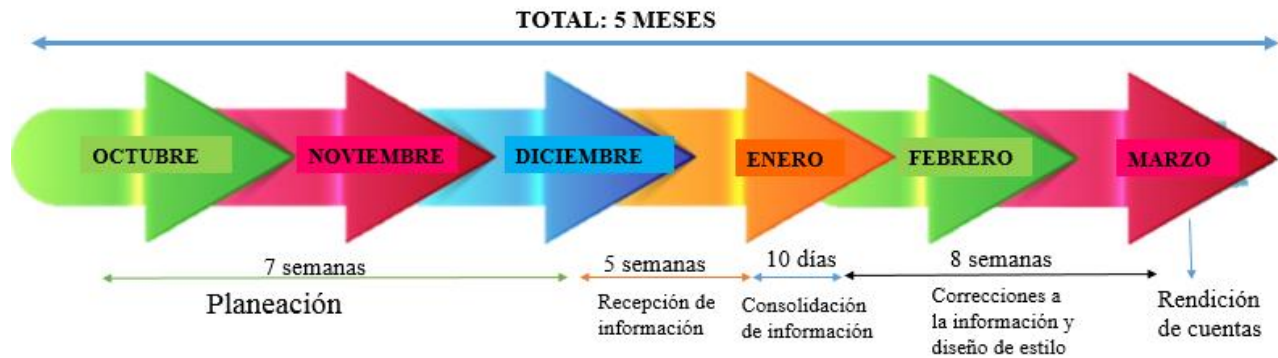 TOTAL: 5 MESES
OCTUBRE
NOVIEMBRE
DICIEMBRE
ENERO
FEBRERO
MARZO
7 semanas
Planeación
5 semanas
Recepción de
información
10 días
Consolidación
de información
8 semanas
Correcciones a
la información y
diseño de estilo
Rendición
de cuentas